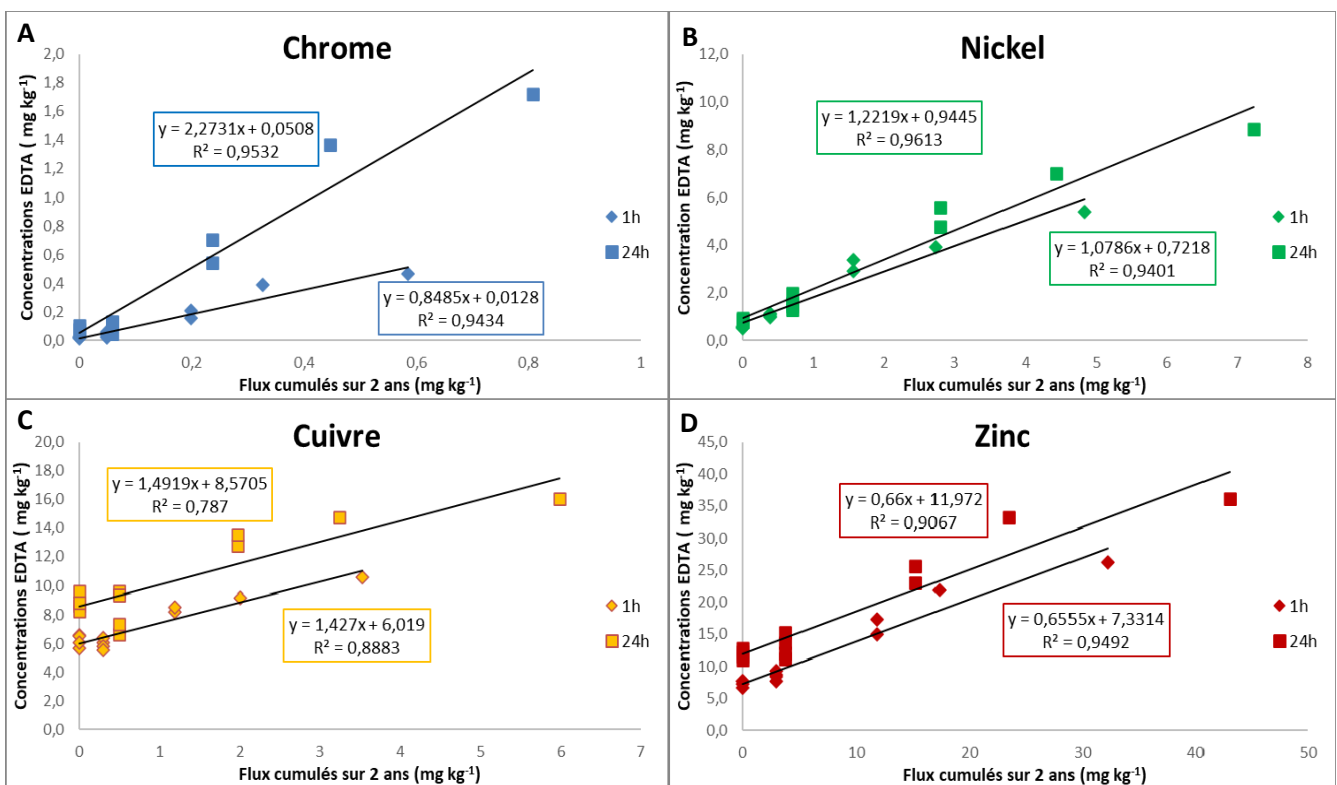 A
Chrome
Concentrations EDTA ( mg kg-1)
2,0
1,8
1,6
1,4
1,2
1,0
0,8
0,6
0,4
0,2
0,0
y = 2,2731x + 0,0508
R² = 0,9532
y = 0,8485x + 0,0128
R² = 0,9434
1h
24h
0 0,2 0,4 0,6 0,8 1
Flux cumulés sur 2 ans (mg kg-1)
B
Nickel
Concentration EDTA ( mg kg-1)
12,0
10,0
8,0
6,0
4,0
2,0
0,0
y = 1,2219x + 0,9445
R² = 0,9613
y = 1,0786x + 0,7218
R² = 0,9401
1h
24h
0 1 2 3 4 5 6 7 8
Flux cumulés sur 2 ans (mg kg-1)
C
Cuivre
Concentrations EDTA ( mg kg-1)
20,0
18,0
16,0
14,0
12,0
10,0
8,0
6,0
4,0
2,0
0,0
y = 1,4919x + 8,5705
R² = 0,787
y = 1,427x + 6,019
R² = 0,8883
1h
24h
0 1 2 3 4 5 6 7
Flux cumulés sur 2 ans (mg kg-1)
D
Zinc
Concentrations EDTA ( mg kg-1)
45,0
40,0
35,0
30,0
25,0
20,0
15,0
10,0
5,0
0,0
y = 0,66x + 11,972
R² = 0,9067
y = 0,6555x + 7,3314
R² = 0,9492
1h
24h
0 10 20 30 40 50
Flux cumulés sur 2 ans (mg kg-1)